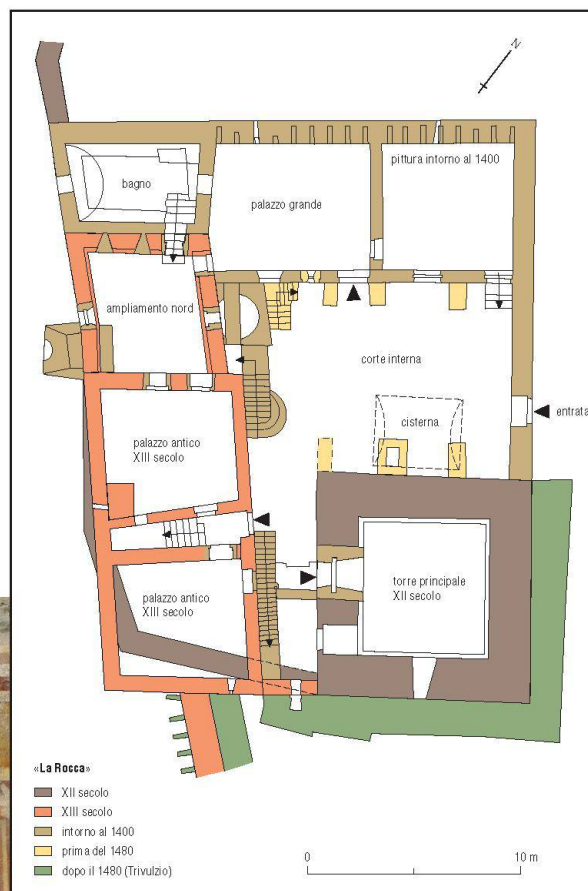 N
pittura intorno al 1400
bagno
palazzo grande
ampliamento nord
corte interna
entrata
cisterna
palazzo antico
XIII secolo
torre principale
XII secolo
palazzo antico
XIII secolo
«La Rocca»
XII secolo
XIII secolo
intorno al 1400
prima del 1480
dopo il 1480 (Trivulzio)
0
10 m